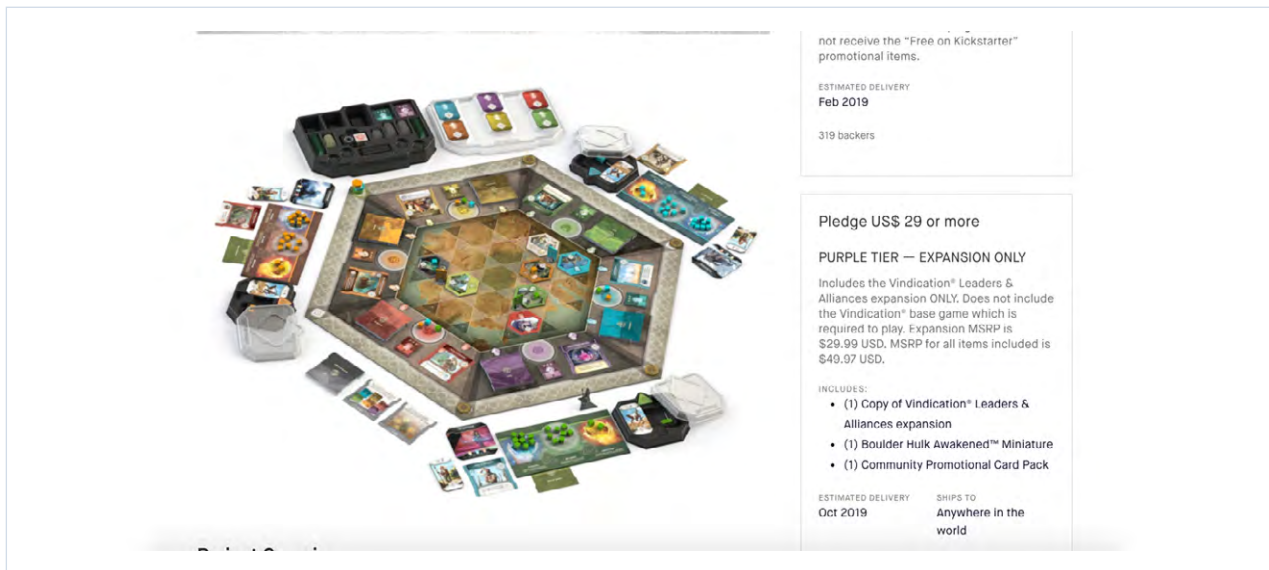 not receive the “Free on Kickstarter”
promotional items.
ESTIMATED DELIVERY
Feb 2019
319 backers
Pledge US$ 29 or more
PURPLE TIER — EXPANSION ONLY
Includes the Vindication® Leaders &
Alliances expansion ONLY. Does not include
the Vindication® base game which is
required to play. Expansion MSRP is
$29.99 USD. MSRP for all items included is
$49.97 USD.
INCLUDES:
• (1) Copy of Vindication® Leaders &
Alliances expansion
• (1) Boulder Hulk Awakened™ Miniature
• (1) Community Promotional Card Pack
ESTIMATED DELIVERY SHIPS TO
Oct 2019 Anywhere in the
world